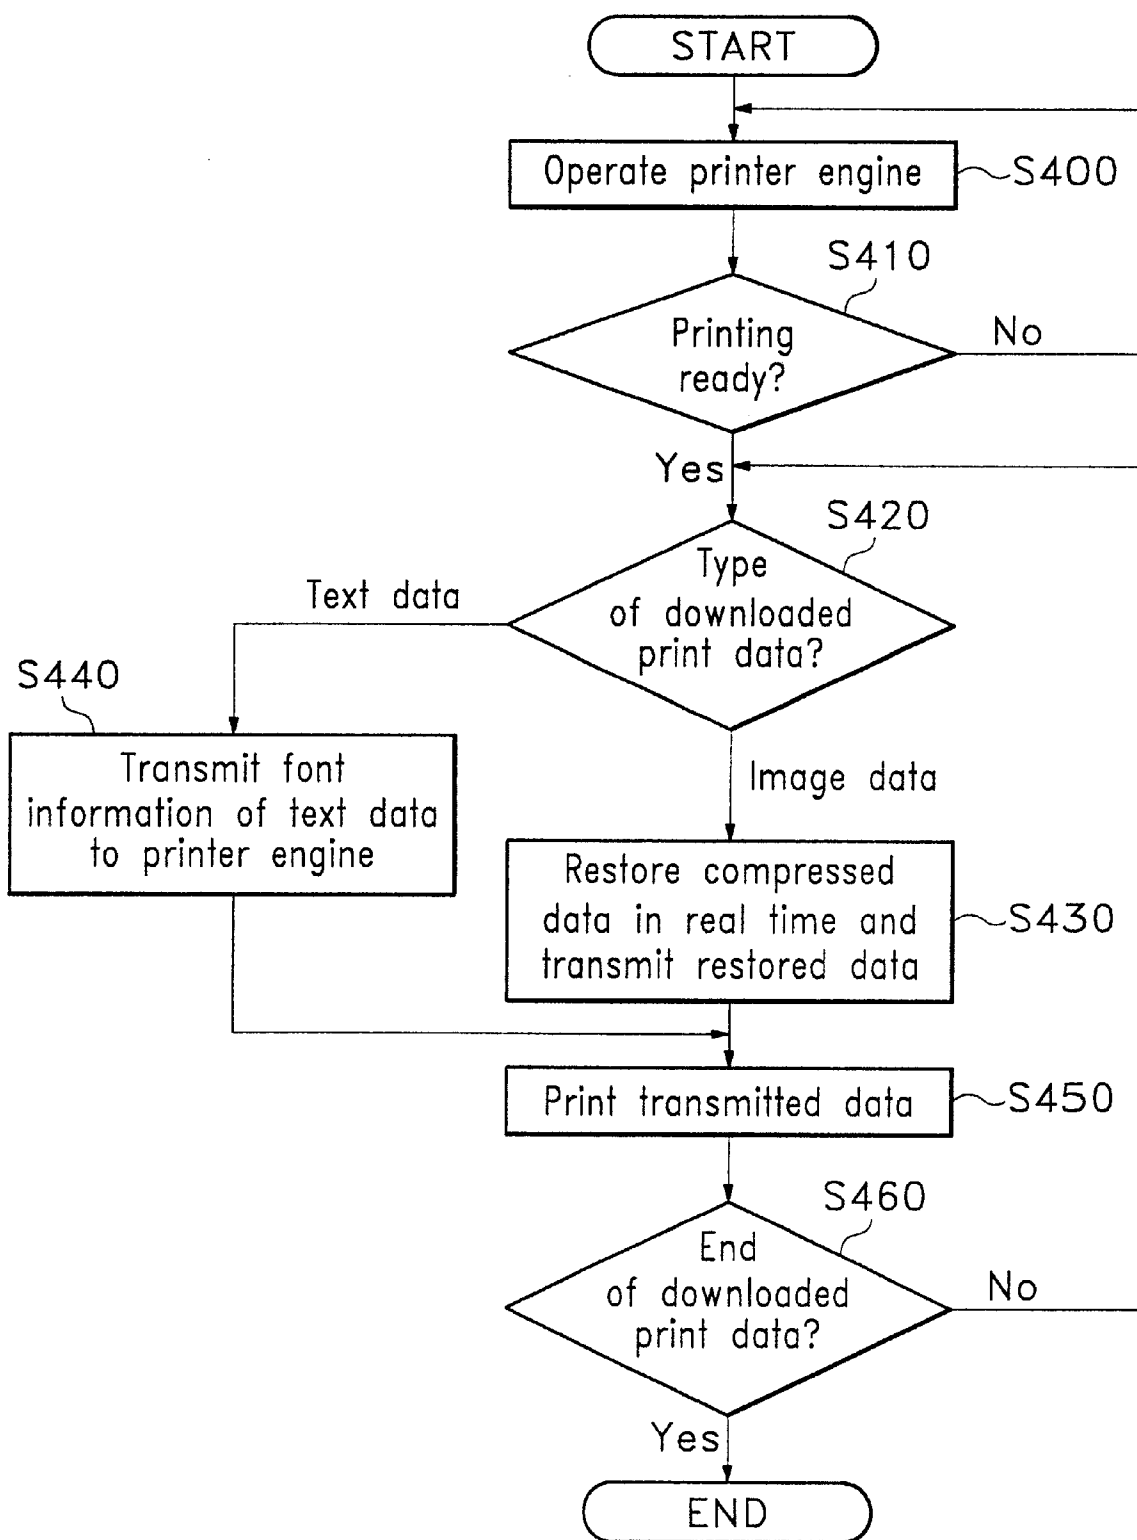 START
Operate printer engine
S400
S410
Printing
ready?
No
Yes
S420
Type
of downloaded
print data?
Text data
S440
Transmit font
information of text data
to printer engine
Image data
Restore compressed
data in real time and
transmit restored data
S430
Print transmitted data
S450
S460
End
of downloaded
print data?
No
Yes
END